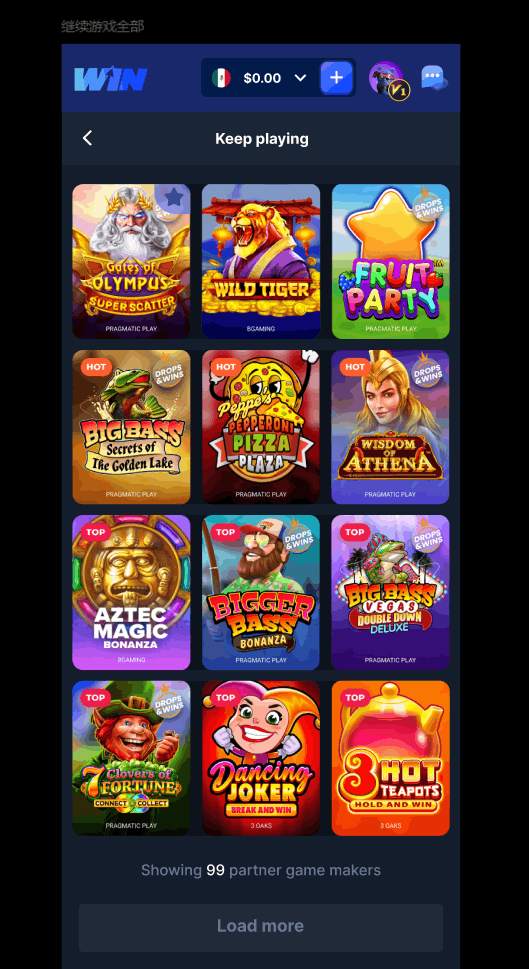 继续游戏全部
WIN
$0.00
V1
Keep playing
Gates of
OLYMPUS
SUPER SCATTER
DROPS
&WINS
PRAGMATIC PLAY
WILD TIGER
BGAMING
DROPS
&WINS
FRUIT
PARTY
PRAGMATIC PLAY
HOT
DROPS
&WINS
BIG BASS
Secrets of
The Golden Lake
PRAGMATIC PLAY
HOT
Peppe's
PEPPERONI
PIZZA
PLAZA
PRAGMATIC PLAY
HOT
DROPS
&WINS
WISDOM
OF
ATHENA
PRAGMATIC PLAY
TOP
AZTEC
MAGIC
BONANZA
BGAMING
TOP
DROPS
&WINS
BIGGER
BASS
BONANZA
PRAGMATIC PLAY
TOP
DROPS
&WINS
BIG BASS
VEGAS
DOUBLE DOWN
DELUXE
PRAGMATIC PLAY
TOP
DROPS
&WINS
7 Clovers of
FORTUNE
CONNECT COLLECT
PRAGMATIC PLAY
TOP
Dancing
JOKER
BREAK AND WIN
3 OAKS
TOP
3 HOT
TEAPOTS
HOLD AND WIN
3 OAKS
Showing 99 partner game makers
Load more